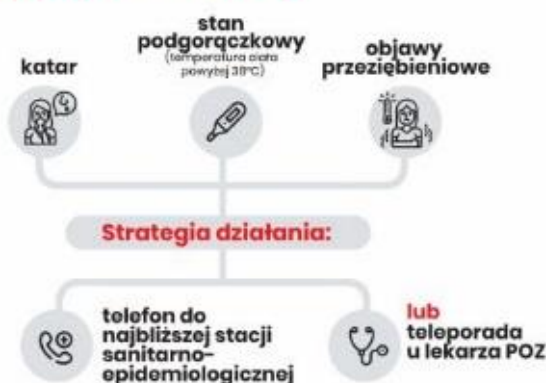 katar
stan
podgorączkowy
(temperatura ciała
powyżej 38°C)
objawy
przeziębieniowe
Strategia działania:
telefon do
najbliższej stacji
sanitarno-
epidemiologicznej
lub
teleporada
u lekarza POZ